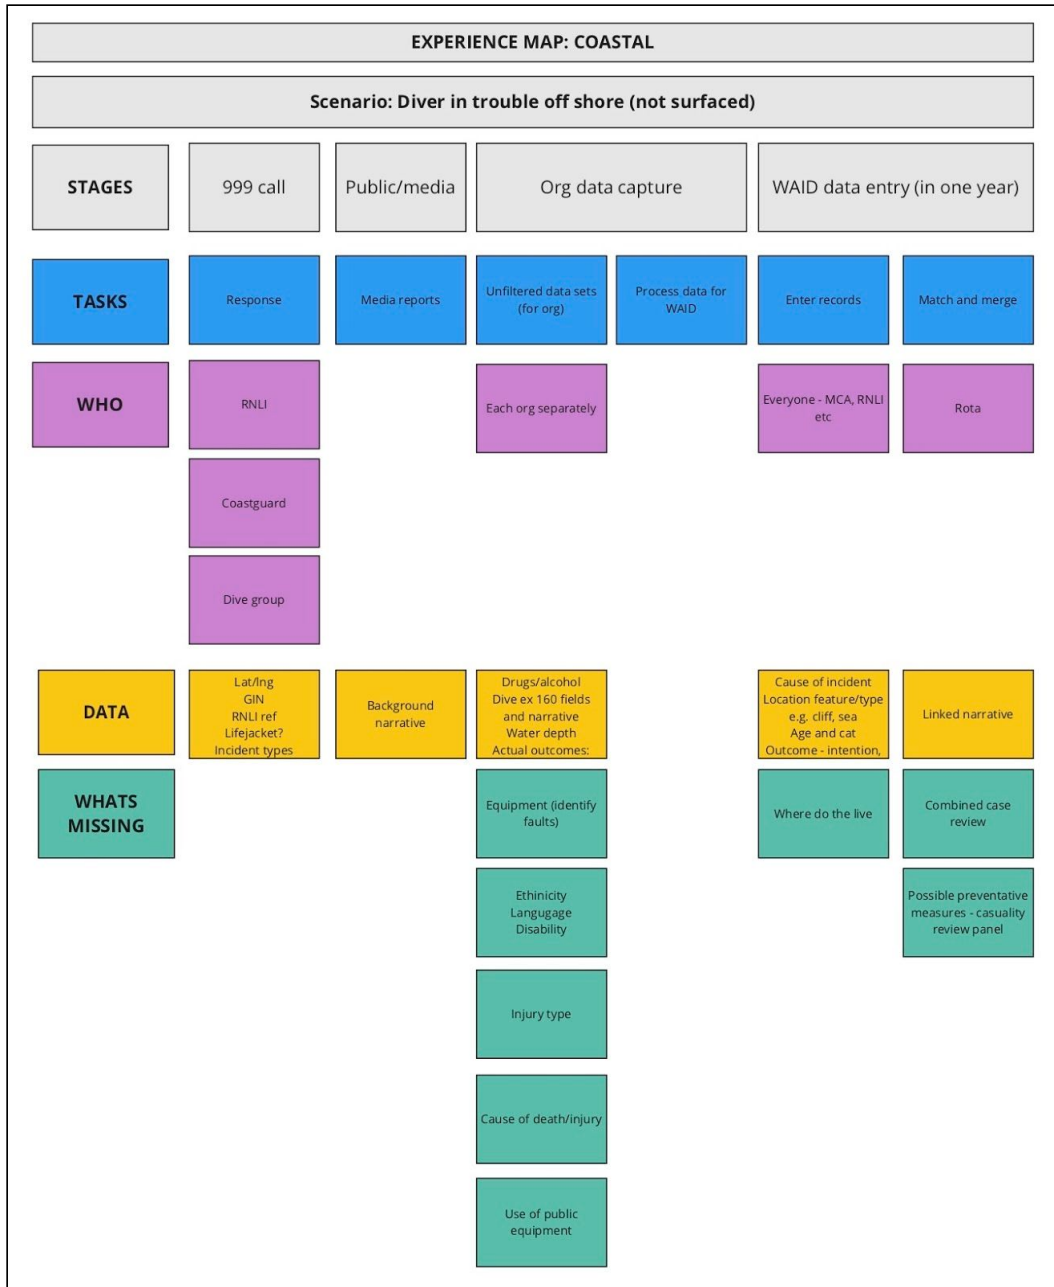 EXPERIENCE MAP: COASTAL
Scenario: Diver in trouble off shore (not surfaced)
STAGES
999 call
Public/media
Org data capture
WAID data entry (in one year)
TASKS
Response
Media reports
Unfiltered data sets
(for org)
Process data for
WAID
Enter records
Match and merge
WHO
RNLI
Each org separately
Everyone - MCA, RNLI
etc
Rota
Coastguard
Dive group
DATA
Lat/lng
GIN
RNLI ref
Lifejacket?
Incident types
Background
narrative
Drugs/alcohol
Dive ex 160 fields
and narrative
Water depth
Actual outcomes:
Cause of incident
Location feature/type
e.g. cliff, sea
Age and cat
Outcome - intention,
Linked narrative
WHATS
MISSING
Equipment (identify
faults)
Where do the live
Combined case
review
Ethinicity
Langugage
Disability
Possible preventative
measures - casuality
review panel
Injury type
Cause of death/injury
Use of public
equipment